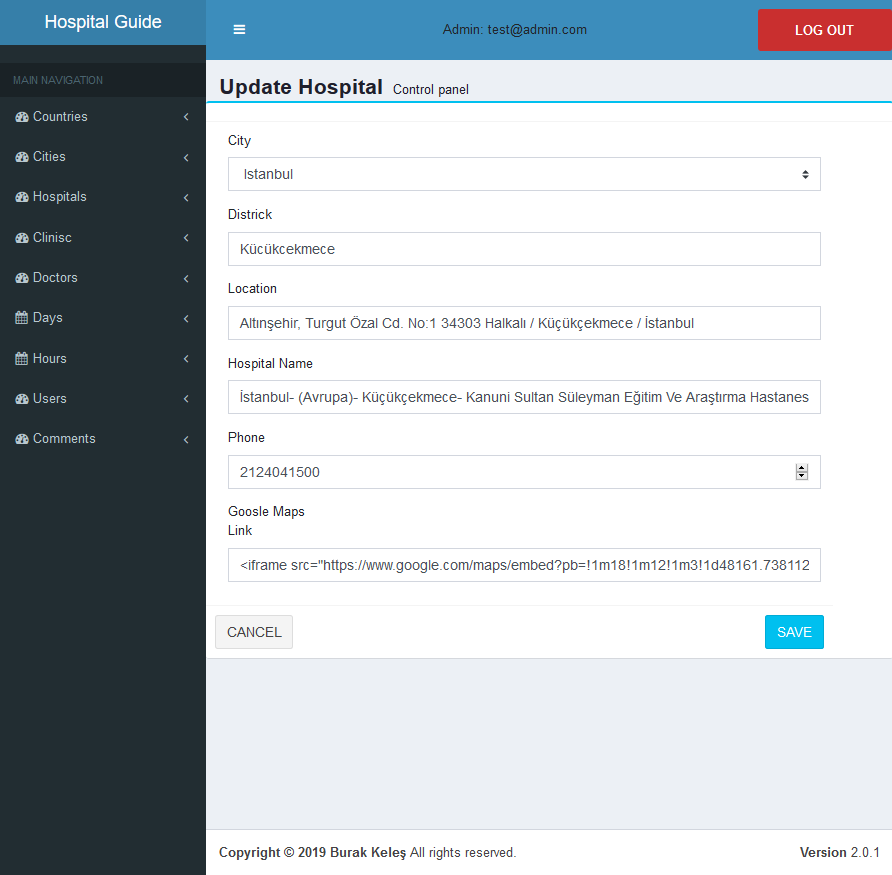 Hospital Guide
Admin: test@admin.com
LOG OUT
MAIN NAVIGATION
Countries
Cities
Hospitals
Clinisc
Doctors
Days
Hours
Users
Comments
Update Hospital Control panel
City
Istanbul
Districk
Kücükcekmece
Location
Altınşehir, Turgut Özal Cd. No:1 34303 Halkalı / Küçükçekmece / İstanbul
Hospital Name
İstanbul- (Avrupa)- Küçükçekmece- Kanuni Sultan Süleyman Eğitim Ve Araştırma Hastanes
Phone
2124041500
Goosle Maps
Link
<iframe src="https://www.google.com/maps/embed?pb=!1m18!1m12!1m3!1d48161.738112
CANCEL
SAVE
Copyright © 2019 Burak Keleş All rights reserved.
Version 2.0.1